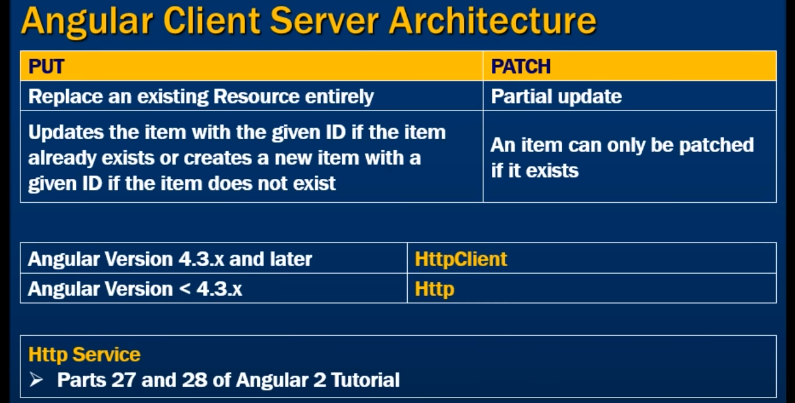 Angular Client Server Architecture
PUT PATCH
Replace an existing Resource entirely Partial update
Updates the item with the given ID if the item
already exists or creates a new item with a
given ID if the item does not exist
An item can only be patched
if it exists
Angular Version 4.3.x and later HttpClient
Angular Version < 4.3.x Http
Http Service
➢ Parts 27 and 28 of Angular 2 Tutorial